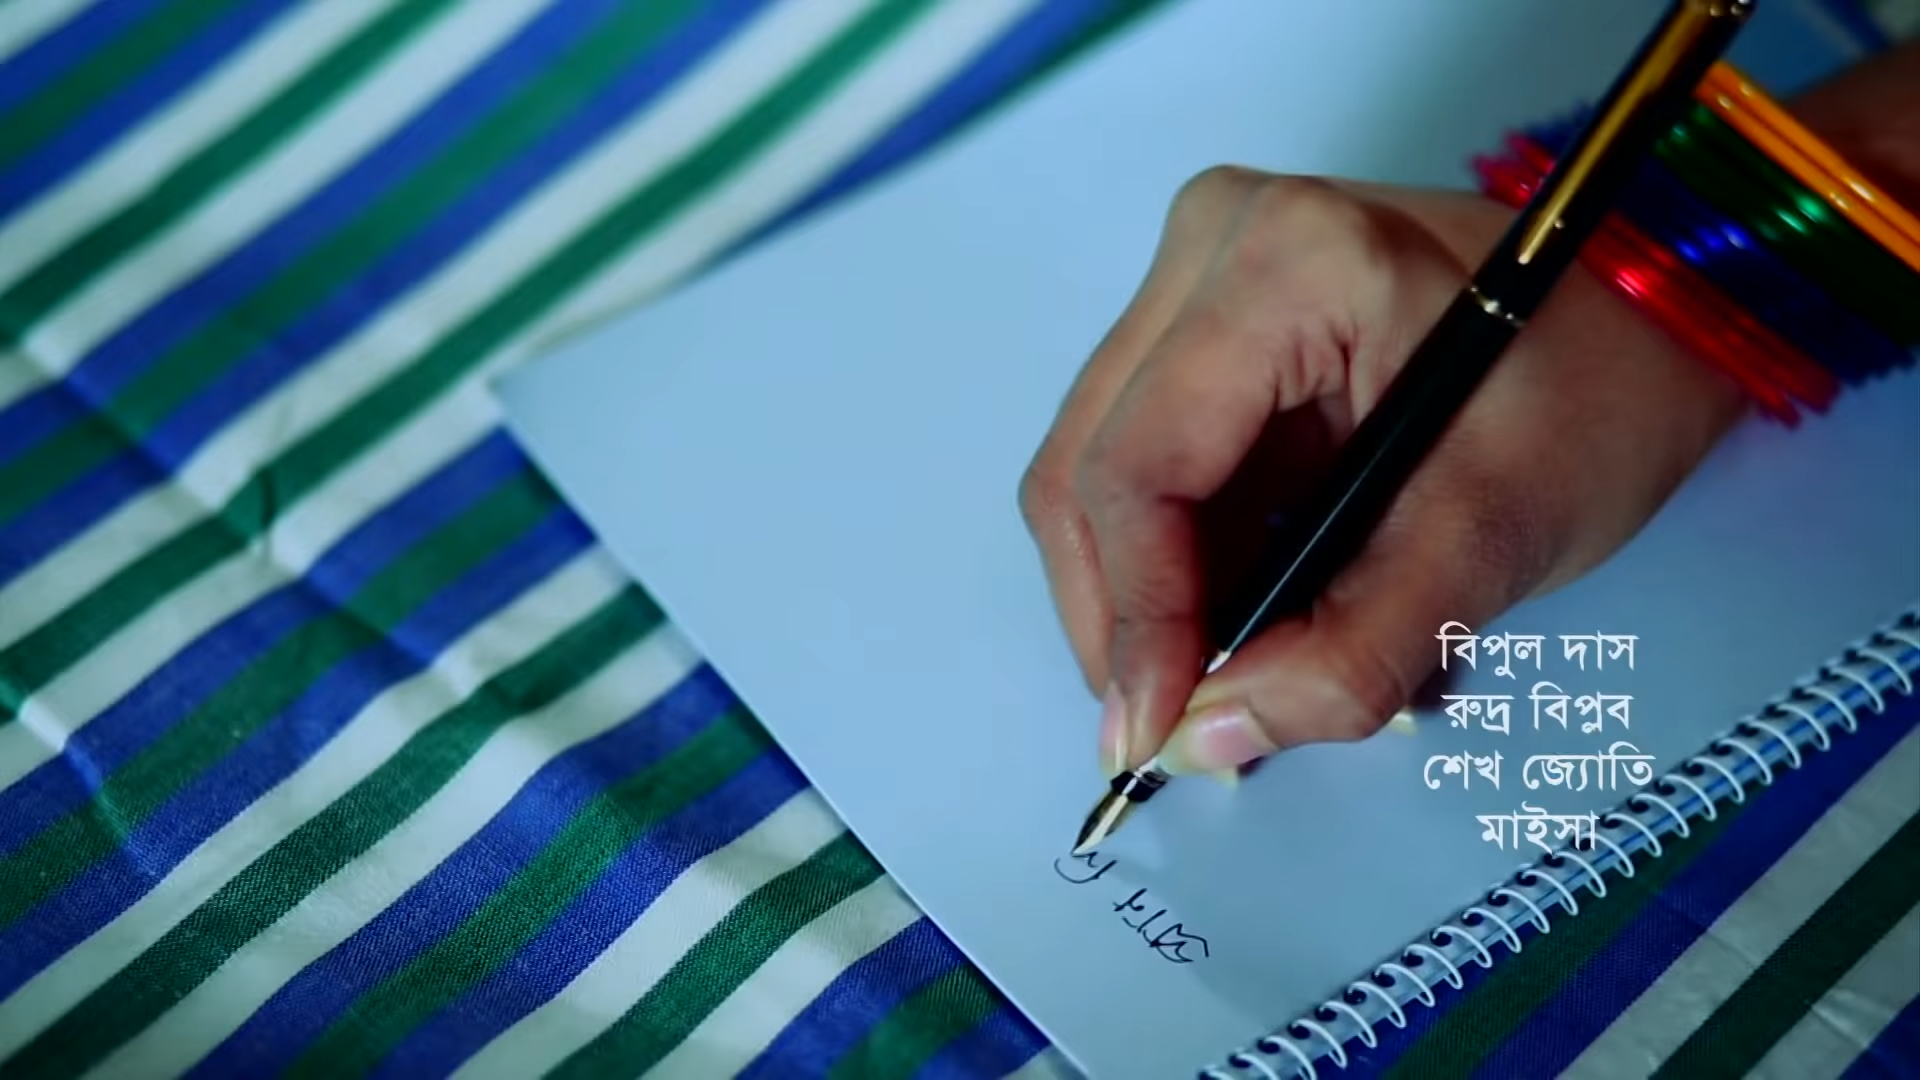 বিপুল দাস
রুদ্র বিপ্লব
শেখ জ্যোতি
মাইসা